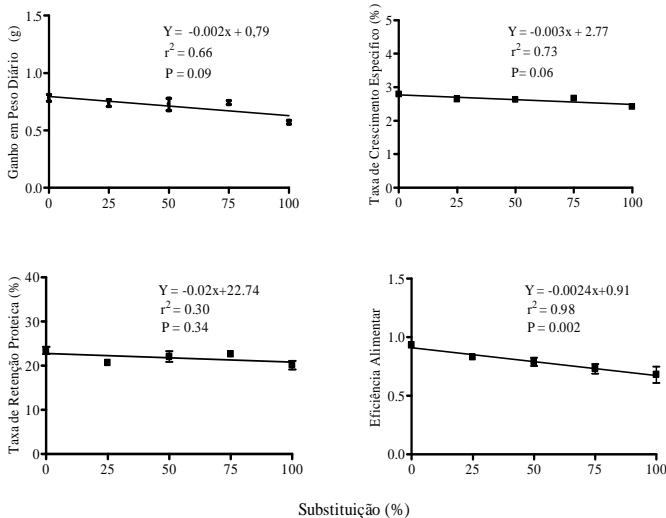 Ganho em Peso Diário (g)
1.5
1.0
0.5
0.0
0 25 50 75 100
Y = -0.002x + 0,79
r2 = 0.66
P = 0.09
Taxa de Crescimento Específico (%)
5
4
3
2
1
0
0 25 50 75 100
Y = -0.003x + 2.77
r2 = 0.73
P= 0.06
Taxa de Retenção Proteica (%)
40
30
20
10
0
0 25 50 75 100
Y = -0.02x+22.74
r2 = 0.30
P = 0.34
Eficiência Alimentar
1.5
1.0
0.5
0.0
0 25 50 75 100
Y = -0.0024x+0.91
r2 = 0.98
P = 0.002
Substituição (%)